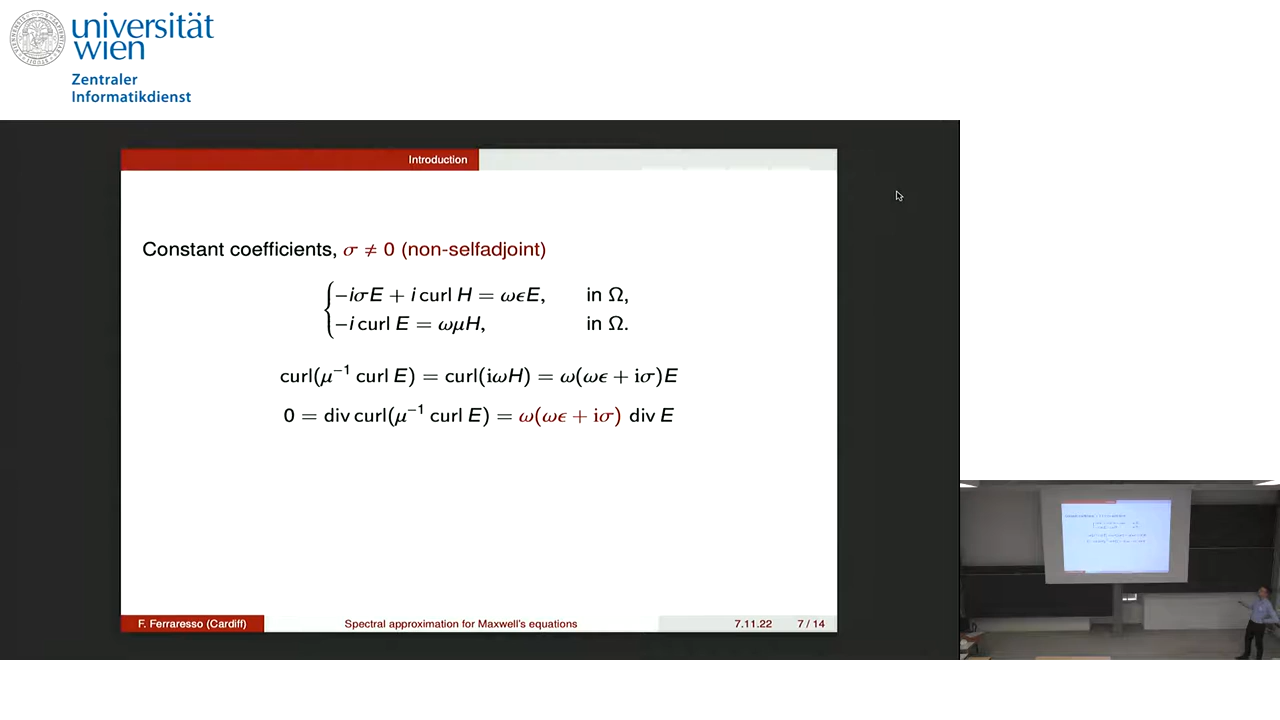 universität
wien
Zentraler
Informatikdienst
Introduction
Constant coefficients, σ ≠ 0 (non-selfadjoint)
−iσE + i curl H = ωϵE, in Ω,
−i curl E = ωμH, in Ω.
curl(μ⁻¹ curl E) = curl(iωH) = ω(ωϵ + iσ)E
0 = div curl(μ⁻¹ curl E) = ω(ωϵ + iσ) div E
F. Ferraresso (Cardiff) Spectral approximation for Maxwell's equations 7.11.22 7 / 14